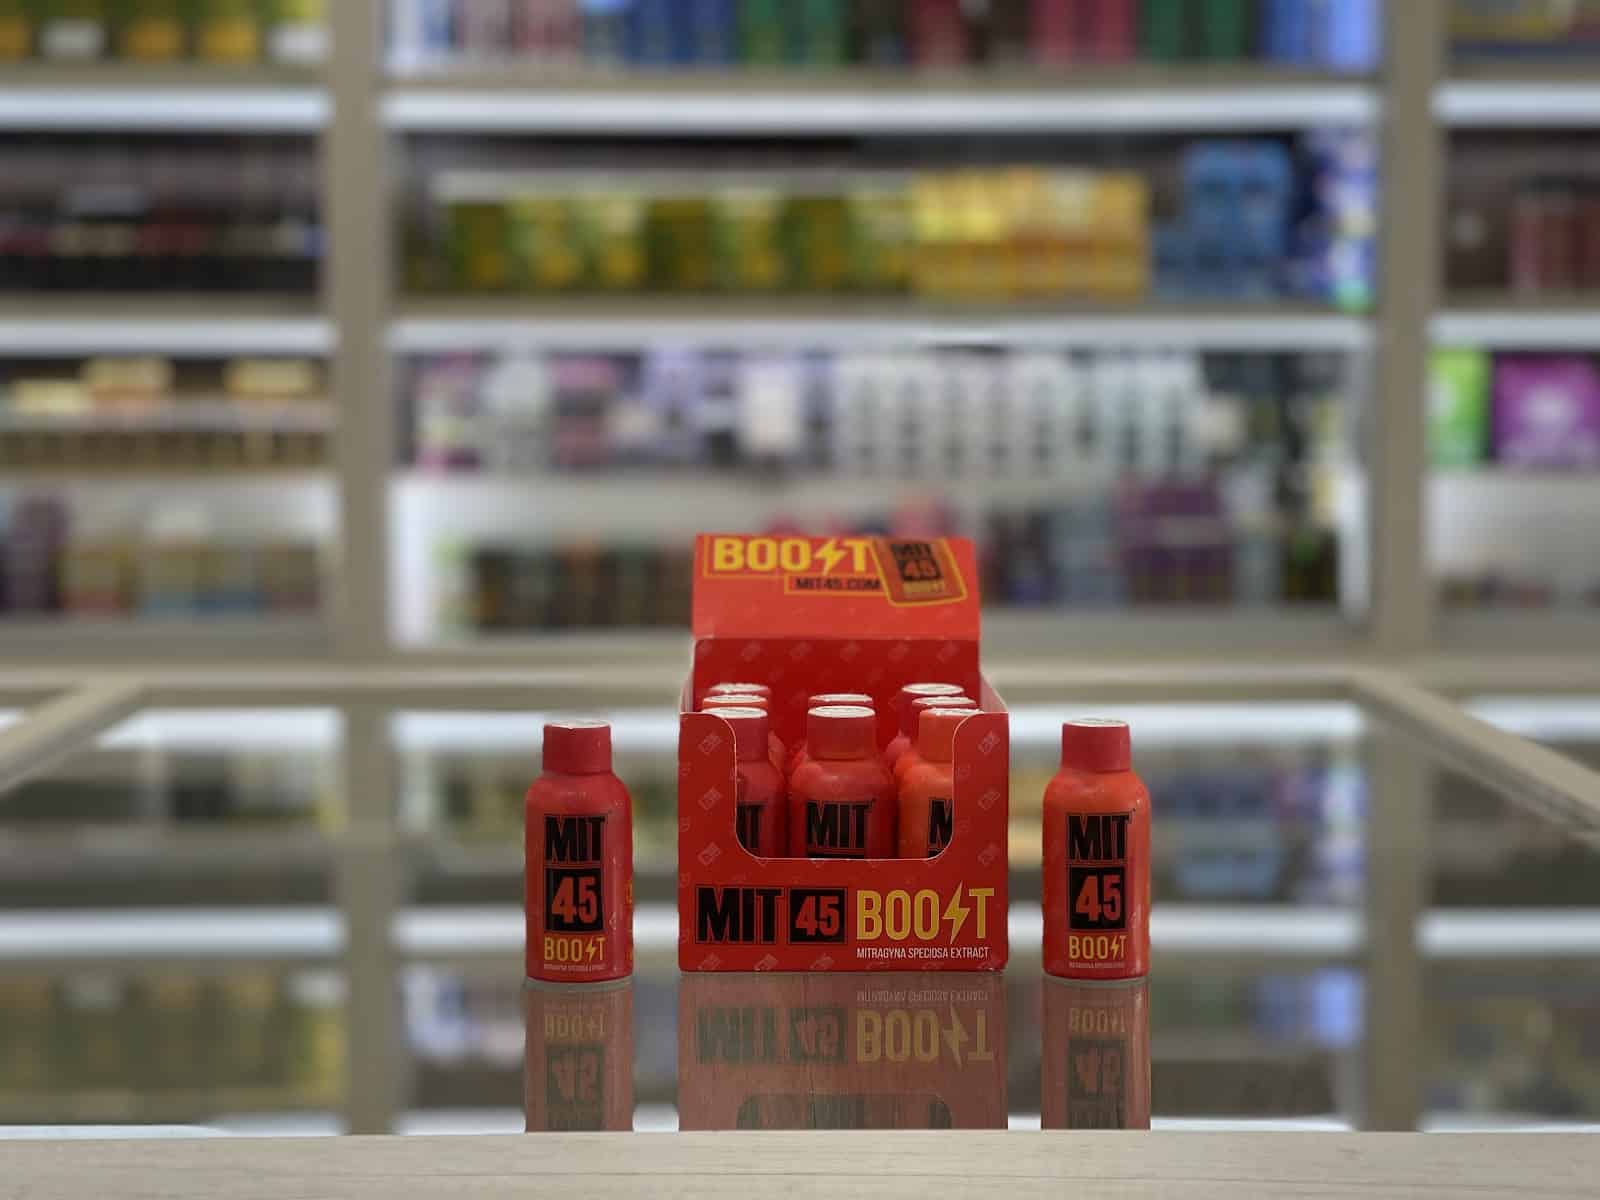 BOOST
MIT45.COM
MIT
45
BOOST
MIT
MIT 45 BOOST
MITRAGYNA SPECIOSA EXTRACT
MIT
45
BOOST
MITRAGYNA SPECIOSA EXTRACT
MIT
45
BOOST
MITRAGYNA SPECIOSA EXTRACT